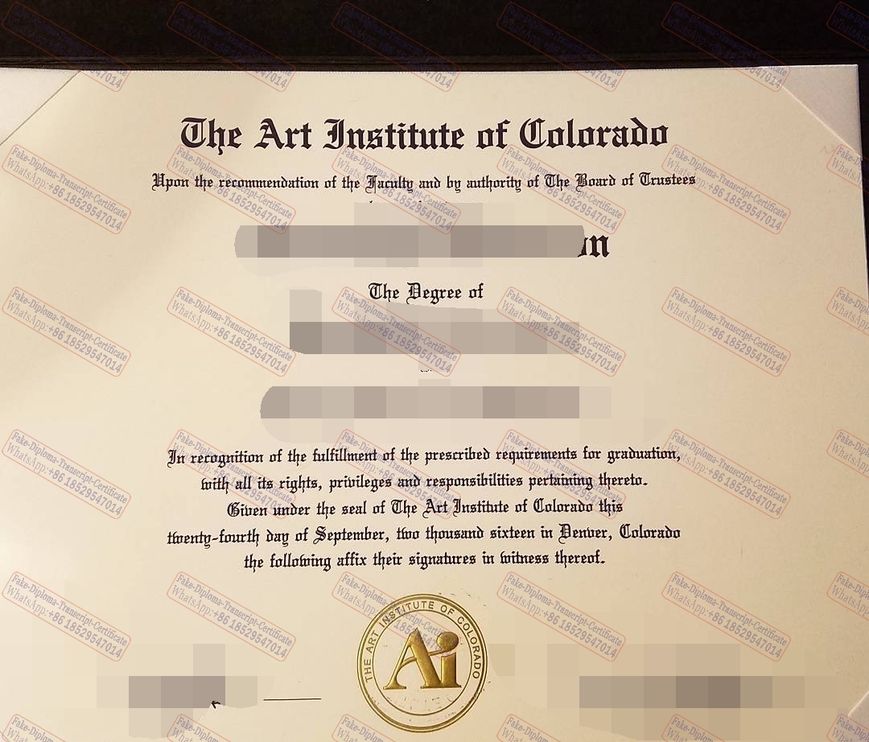 The Art Institute of Colorado
Upon the recommendation of the Faculty and by authority of The Board of Trustees
The Degree of
In recognition of the fulfillment of the prescribed requirements for graduation,
with all its rights, privileges and responsibilities pertaining thereto.
Given under the seal of The Art Institute of Colorado this
twenty-fourth day of September, two thousand sixteen in Denver, Colorado
the following affix their signatures in witness thereof.
THE ART INSTITUTE OF COLORADO
Ai
Fake-Diploma-Transcript-Certificate
WhatsApp:+86 18529547014